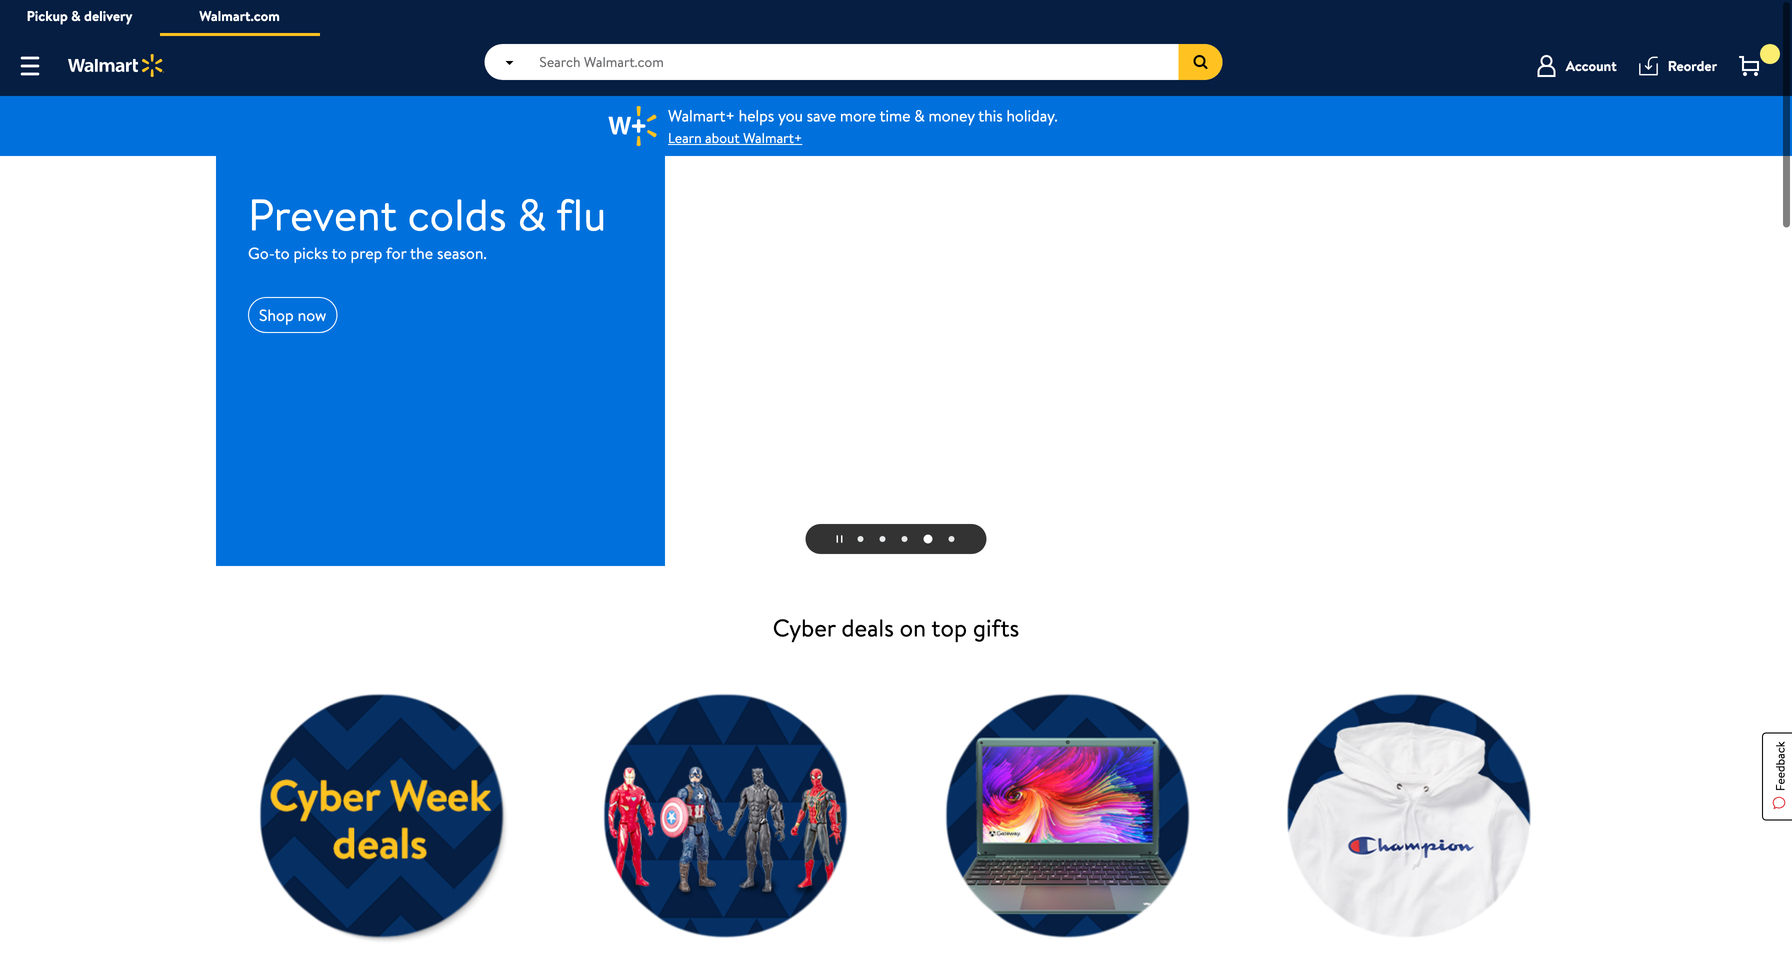 Pickup & delivery
Walmart.com
Walmart
Search Walmart.com
Account
Reorder
W+
Walmart+ helps you save more time & money this holiday.
Learn about Walmart+
Prevent colds & flu
Go-to picks to prep for the season.
Shop now
Cyber deals on top gifts
Cyber Week
deals
Gateway
Champion
Feedback